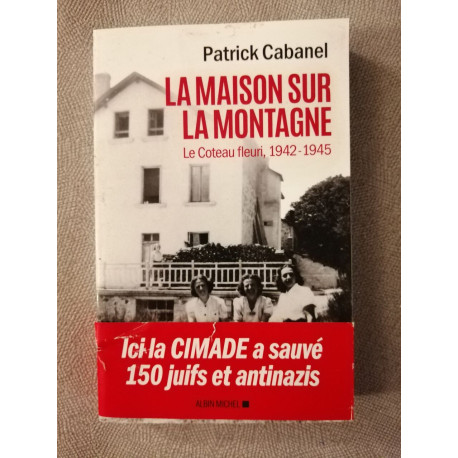 Patrick Cabanel
LA MAISON SUR
LA MONTAGNE
Le Coteau fleuri, 1942-1945
Ici la CIMADE a sauvé
150 juifs et antinazis
ALBIN MICHEL